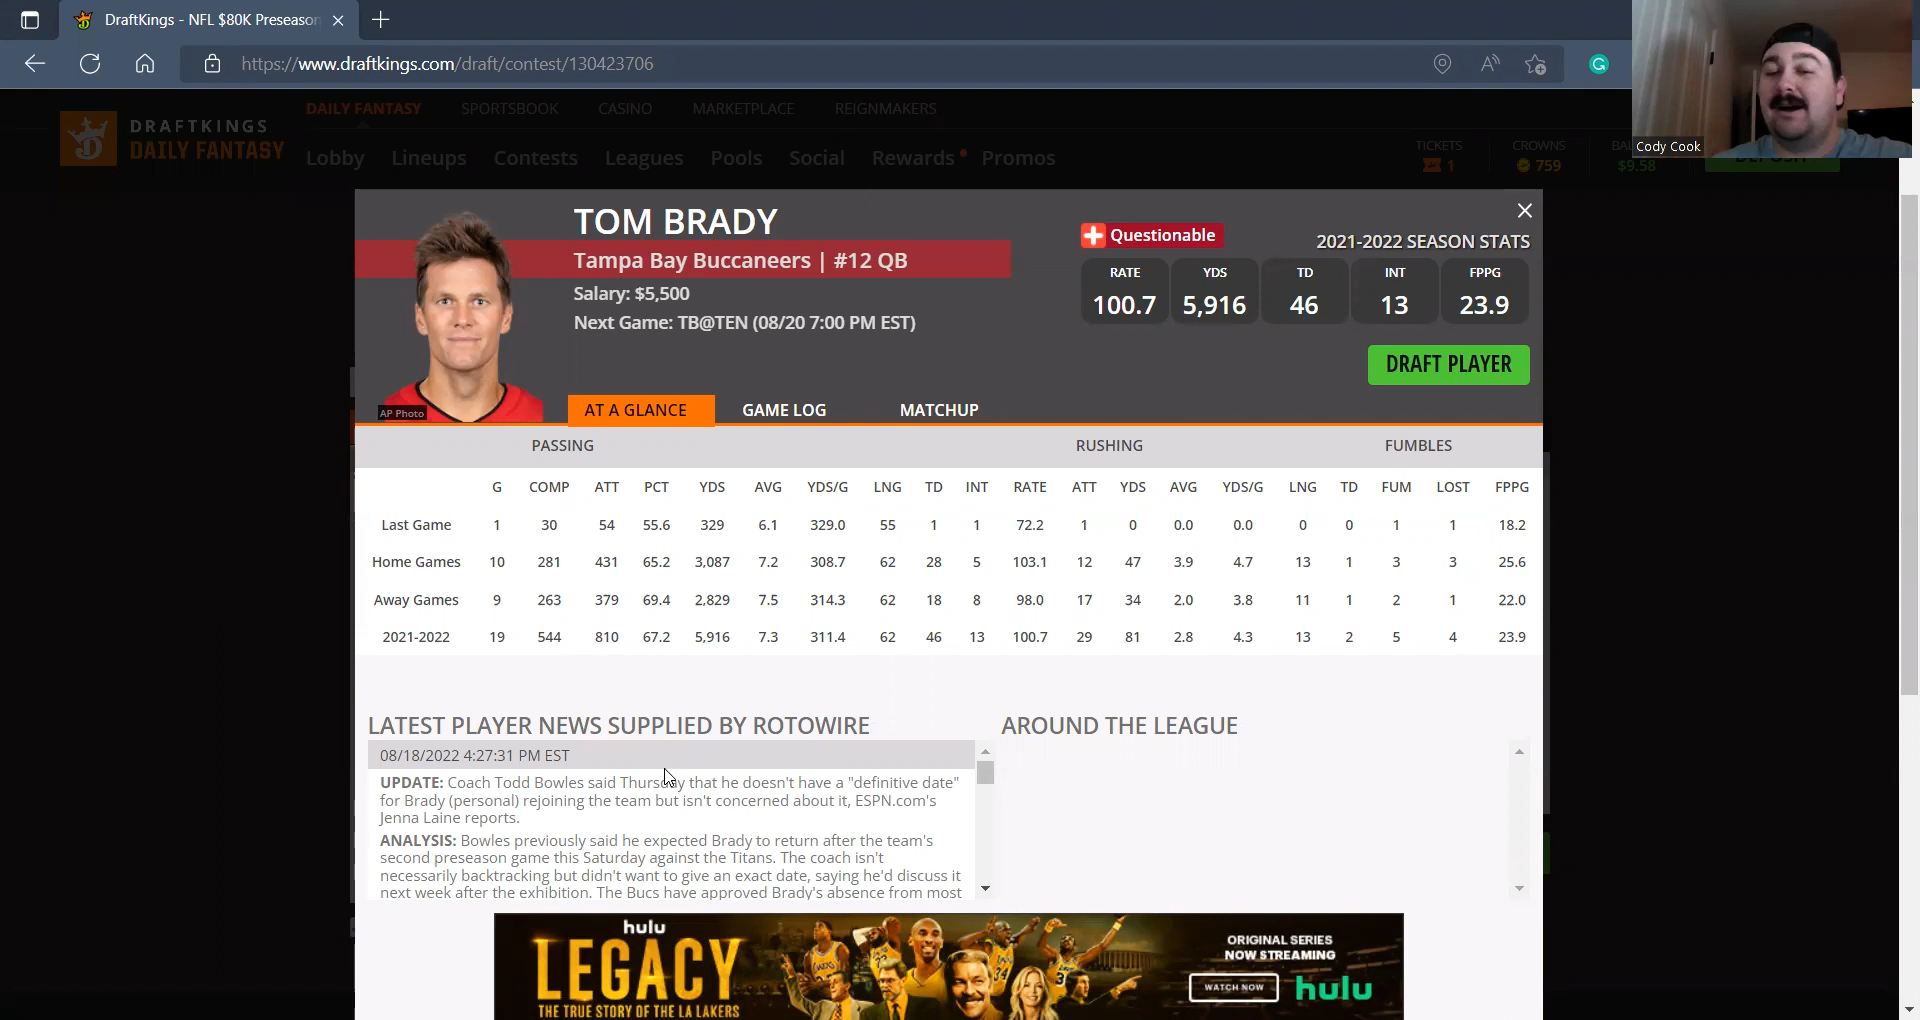 DraftKings - NFL $80K Preseason
https://www.draftkings.com/draft/contest/130423706
Cody Cook
DAILY FANTASY SPORTSBOOK CASINO MARKETPLACE REIGNMAKERS
DRAFTKINGS
DAILY FANTASY
Lobby Lineups Contests Leagues Pools Social Rewards Promos
TICKETS CROWNS
1 759 $9.58 DEPOSIT
TOM BRADY
Tampa Bay Buccaneers | #12 QB
Salary: $5,500
Next Game: TB@TEN (08/20 7:00 PM EST)
AP Photo
Questionable
2021-2022 SEASON STATS
RATE YDS TD INT FPPG
100.7 5,916 46 13 23.9
DRAFT PLAYER
AT A GLANCE GAME LOG MATCHUP
PASSING RUSHING FUMBLES
G COMP ATT PCT YDS AVG YDS/G LNG TD INT RATE ATT YDS AVG YDS/G LNG TD FUM LOST FPPG
Last Game 1 30 54 55.6 329 6.1 329.0 55 1 1 72.2 1 0 0.0 0.0 0 0 1 1 18.2
Home Games 10 281 431 65.2 3,087 7.2 308.7 62 28 5 103.1 12 47 3.9 4.7 13 1 3 3 25.6
Away Games 9 263 379 69.4 2,829 7.5 314.3 62 18 8 98.0 17 34 2.0 3.8 11 1 2 1 22.0
2021-2022 19 544 810 67.2 5,916 7.3 311.4 62 46 13 100.7 29 81 2.8 4.3 13 2 5 4 23.9
LATEST PLAYER NEWS SUPPLIED BY ROTOWIRE
08/18/2022 4:27:31 PM EST
UPDATE: Coach Todd Bowles said Thursday that he doesn't have a "definitive date"
for Brady (personal) rejoining the team but isn't concerned about it, ESPN.com's
Jenna Laine reports.
ANALYSIS: Bowles previously said he expected Brady to return after the team's
second preseason game this Saturday against the Titans. The coach isn't
necessarily backtracking but didn't want to give an exact date, saying he'd discuss it
next week after the exhibition. The Bucs have approved Brady's absence from most
AROUND THE LEAGUE
hulu
LEGACY
THE TRUE STORY OF THE LA LAKERS
ORIGINAL SERIES
NOW STREAMING
WATCH NOW
hulu